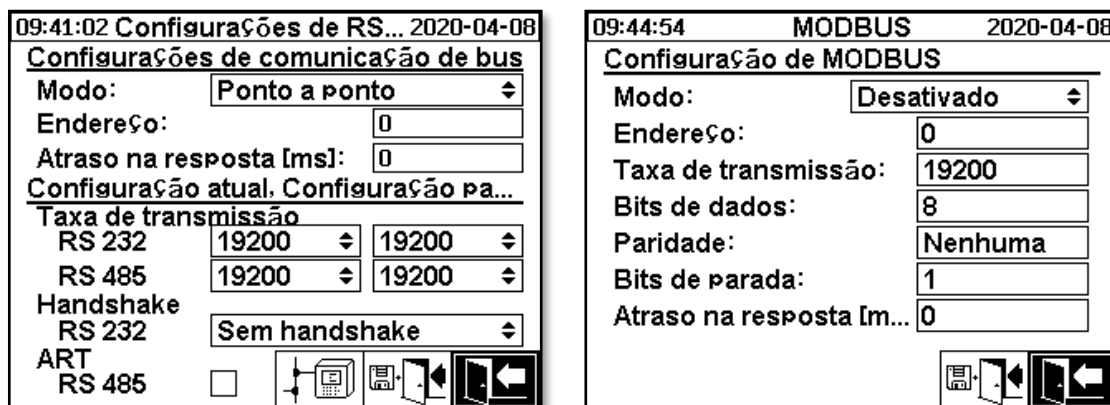 09:41:02 Configurações de RS... 2020-04-08
Configurações de comunicação de bus
Modo: Ponto a ponto
Endereço: 0
Atraso na resposta [ms]: 0
Configuração atual, Configuração pa...
Taxa de transmissão
RS 232 19200 19200
RS 485 19200 19200
Handshake
RS 232 Sem handshake
ART
RS 485
09:44:54 MODBUS 2020-04-08
Configuração de MODBUS
Modo: Desativado
Endereço: 0
Taxa de transmissão: 19200
Bits de dados: 8
Paridade: Nenhuma
Bits de parada: 1
Atraso na resposta [m... 0